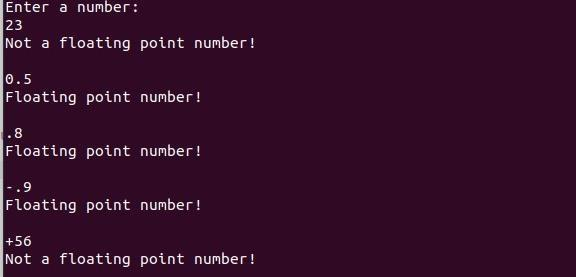 Enter a number:
23
Not a floating point number!
0.5
Floating point number!
.8
Floating point number!
-.9
Floating point number!
+56
Not a floating point number!